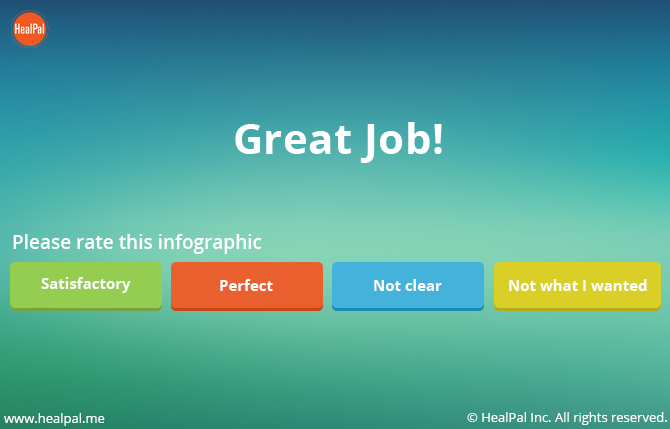 HealPal
Great Job!
Please rate this infographic
Satisfactory
Perfect
Not clear
Not what I wanted
www.healpal.me
© HealPal Inc. All rights reserved.